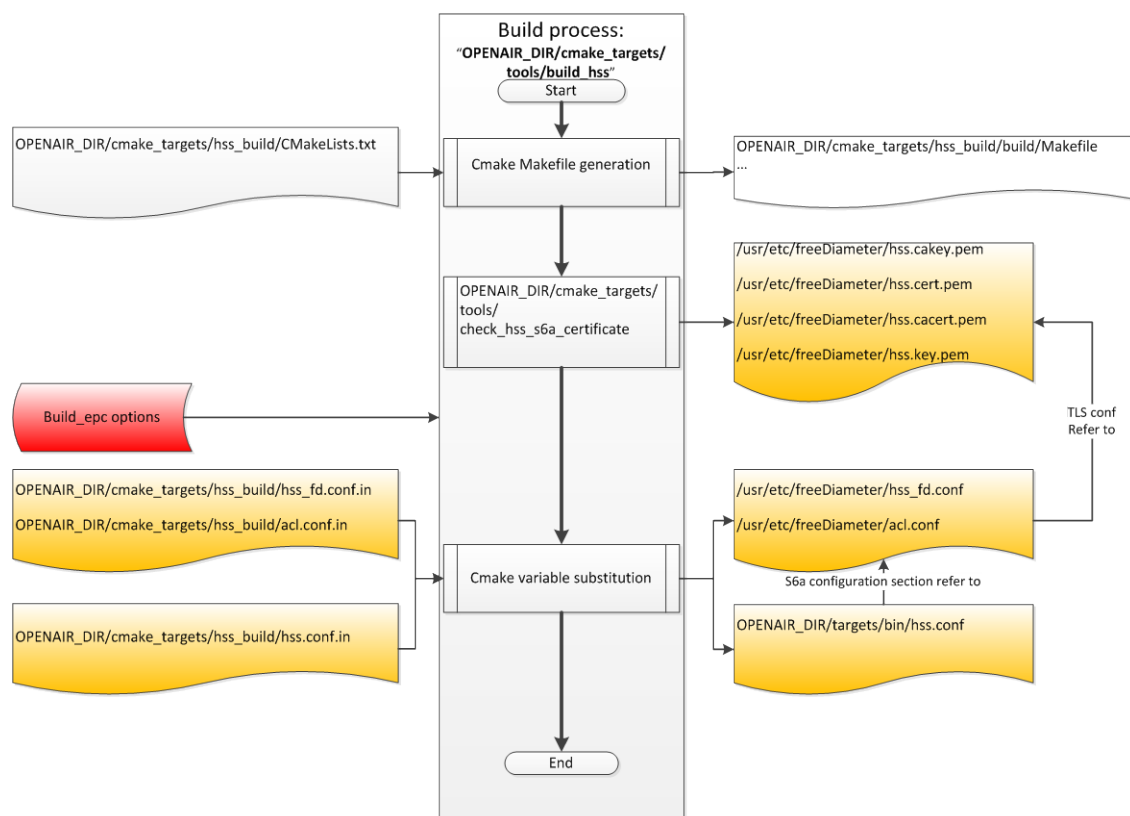 Build process:
“OPENAIR_DIR/cmake_targets/
tools/build_hss”
Start
OPENAIR_DIR/cmake_targets/hss_build/CMakeLists.txt
Cmake Makefile generation
OPENAIR_DIR/cmake_targets/hss_build/build/Makefile
...
OPENAIR_DIR/cmake_targets/
tools/
check_hss_s6a_certificate
/usr/etc/freeDiameter/hss.cakey.pem
/usr/etc/freeDiameter/hss.cert.pem
/usr/etc/freeDiameter/hss.cacert.pem
/usr/etc/freeDiameter/hss.key.pem
Build_epc options
TLS conf
Refer to
OPENAIR_DIR/cmake_targets/hss_build/hss_fd.conf.in
OPENAIR_DIR/cmake_targets/hss_build/acl.conf.in
/usr/etc/freeDiameter/hss_fd.conf
/usr/etc/freeDiameter/acl.conf
Cmake variable substitution
S6a configuration section refer to
OPENAIR_DIR/cmake_targets/hss_build/hss.conf.in
OPENAIR_DIR/targets/bin/hss.conf
End